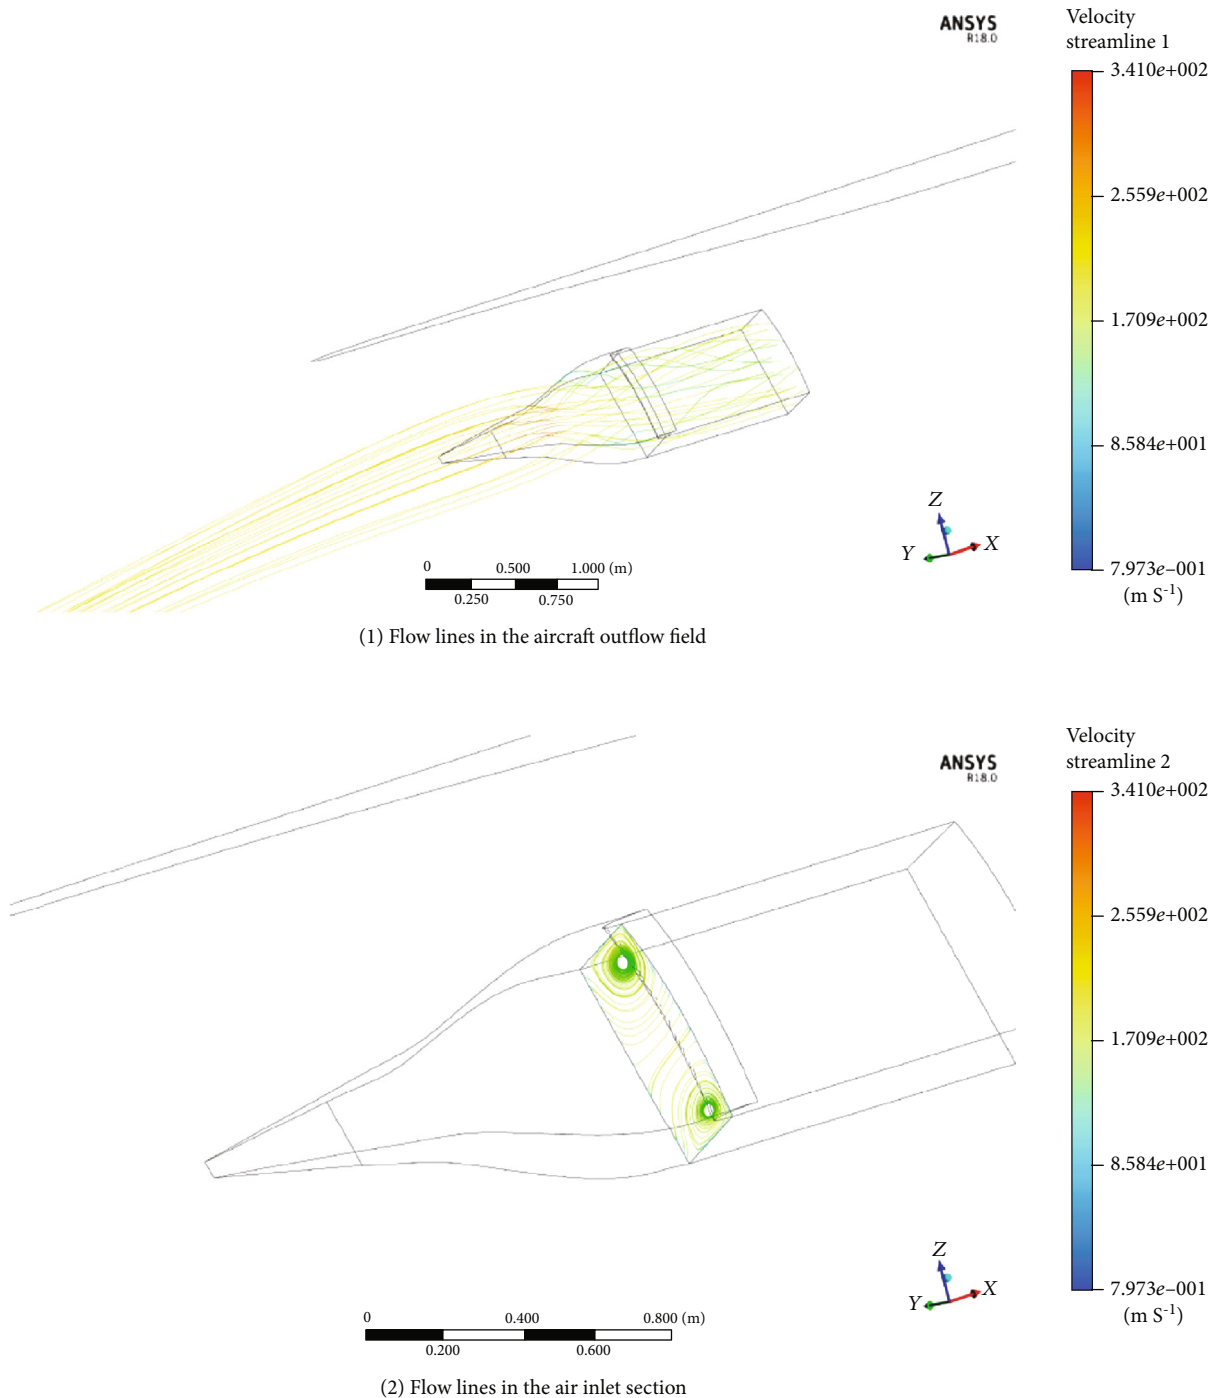 ANSYS
R18.0
Velocity
streamline 1
3.410e+002
2.559e+002
1.709e+002
8.584e+001
7.973e−001
(m S⁻¹)
Z
Y
X
0 0.500 1.000 (m)
0.250 0.750
(1) Flow lines in the aircraft outflow field
ANSYS
R18.0
Velocity
streamline 2
3.410e+002
2.559e+002
1.709e+002
8.584e+001
7.973e−001
(m S⁻¹)
Z
Y
X
0 0.400 0.800 (m)
0.200 0.600
(2) Flow lines in the air inlet section